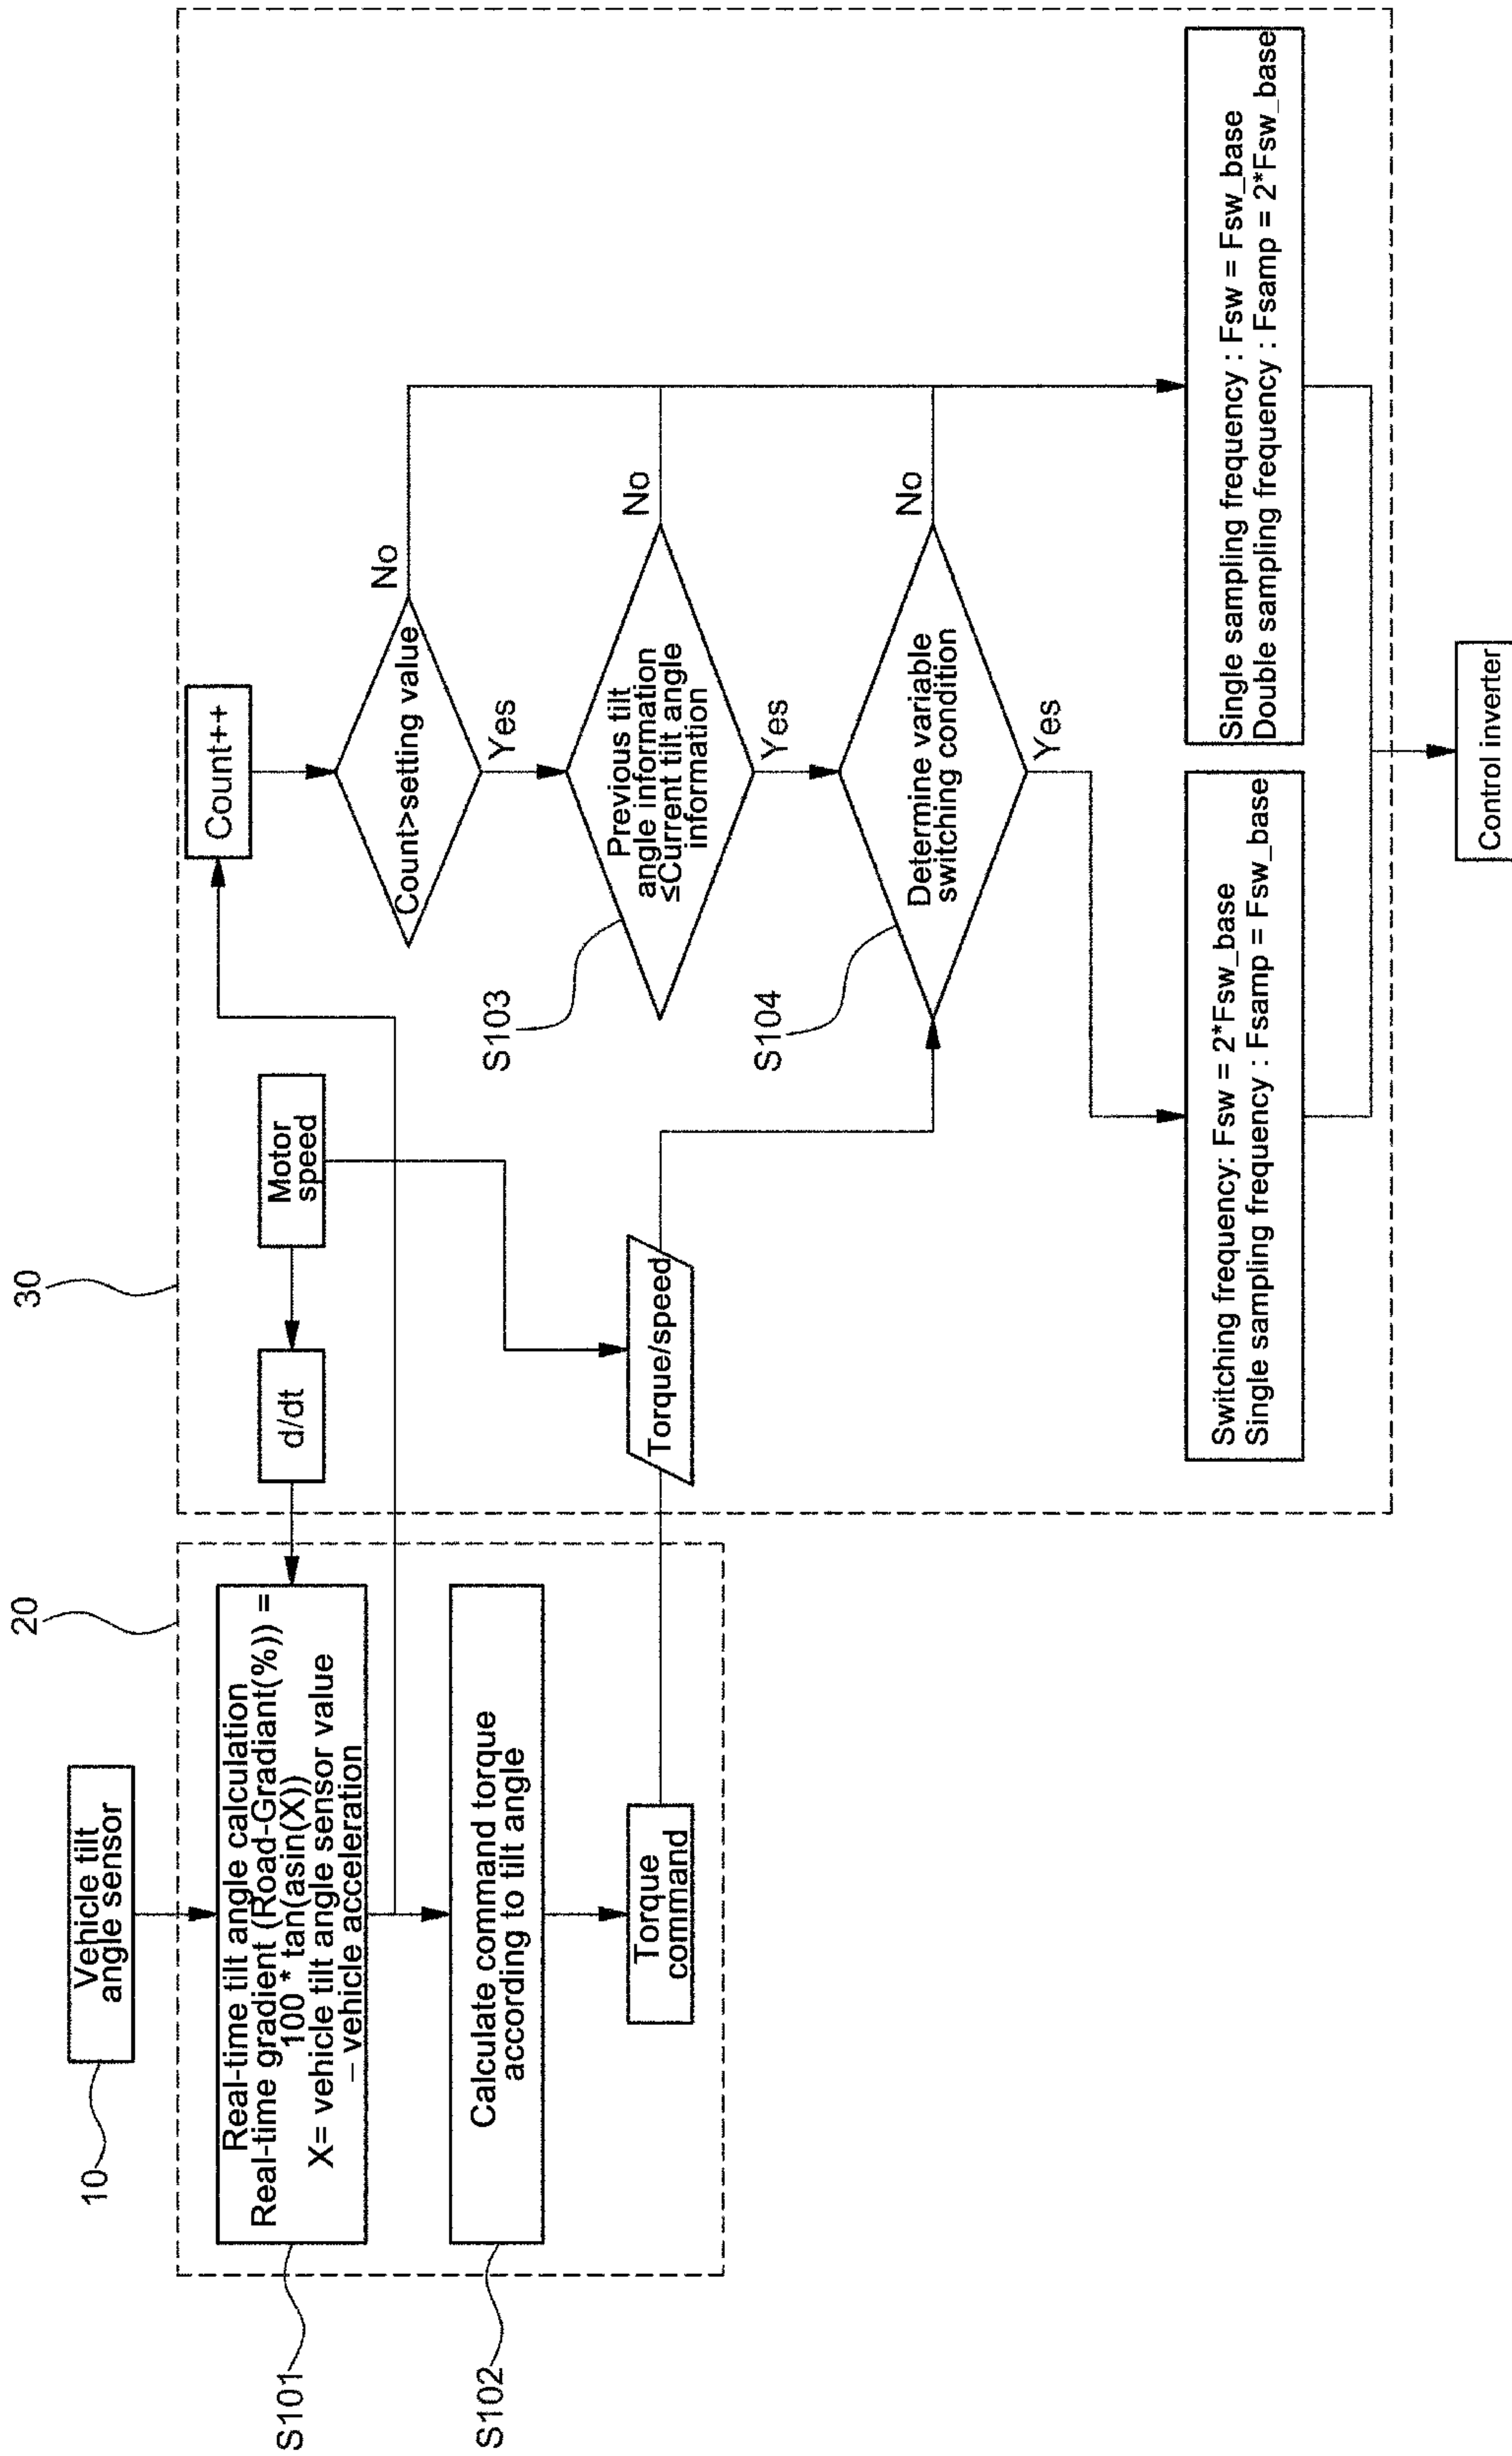 10
Vehicle tilt
angle sensor
20
S101
Real-time tilt angle calculation
Real-time gradient (Road-Gradiant(%)) =
100 * tan(asin(X))
X= vehicle tilt angle sensor value
– vehicle acceleration
S102
Calculate command torque
according to tilt angle
Torque
command
30
d/dt
Motor
speed
Torque/speed
Count++
Count>setting value
No
Yes
S103
Previous tilt
angle information
≤Current tilt angle
information
No
Yes
S104
Determine variable
switching condition
No
Yes
Switching frequency: Fsw = 2*Fsw_base
Single sampling frequency : Fsamp = Fsw_base
Single sampling frequency : Fsw = Fsw_base
Double sampling frequency : Fsamp = 2*Fsw_base
Control inverter